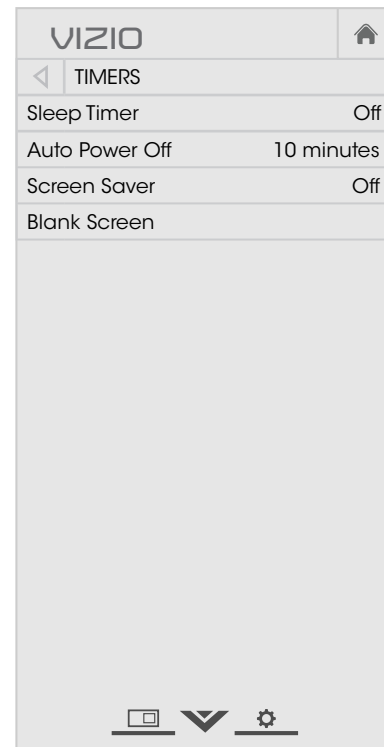 VIZIO
TIMERS
Sleep Timer Off
Auto Power Off 10 minutes
Screen Saver Off
Blank Screen